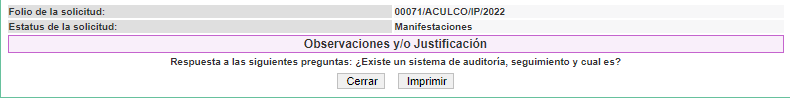 Folio de la solicitud: 00071/ACULCO/IP/2022
Estatus de la solicitud: Manifestaciones
Observaciones y/o Justificación
Respuesta a las siguientes preguntas: ¿Existe un sistema de auditoría, seguimiento y cual es?
Cerrar Imprimir